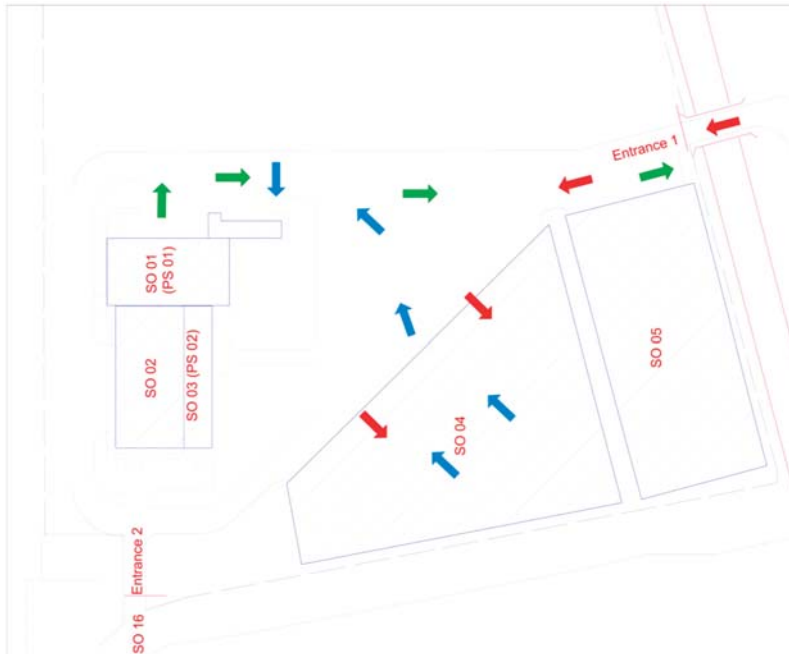 Entrance 1
SO 01
(PS 01)
SO 02
SO 03 (PS 02)
SO 05
SO 04
Entrance 2
SO 16